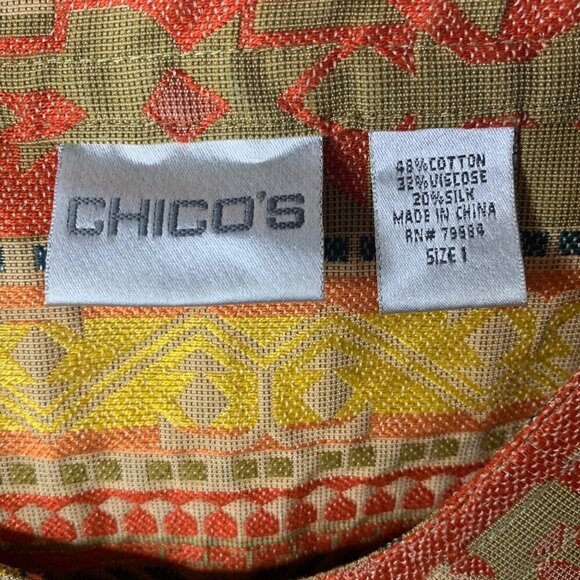 CHICO'S
48%COTTON
32%VISCOSE
20%SILK
MADE IN CHINA
RN# 79984
SIZE 1